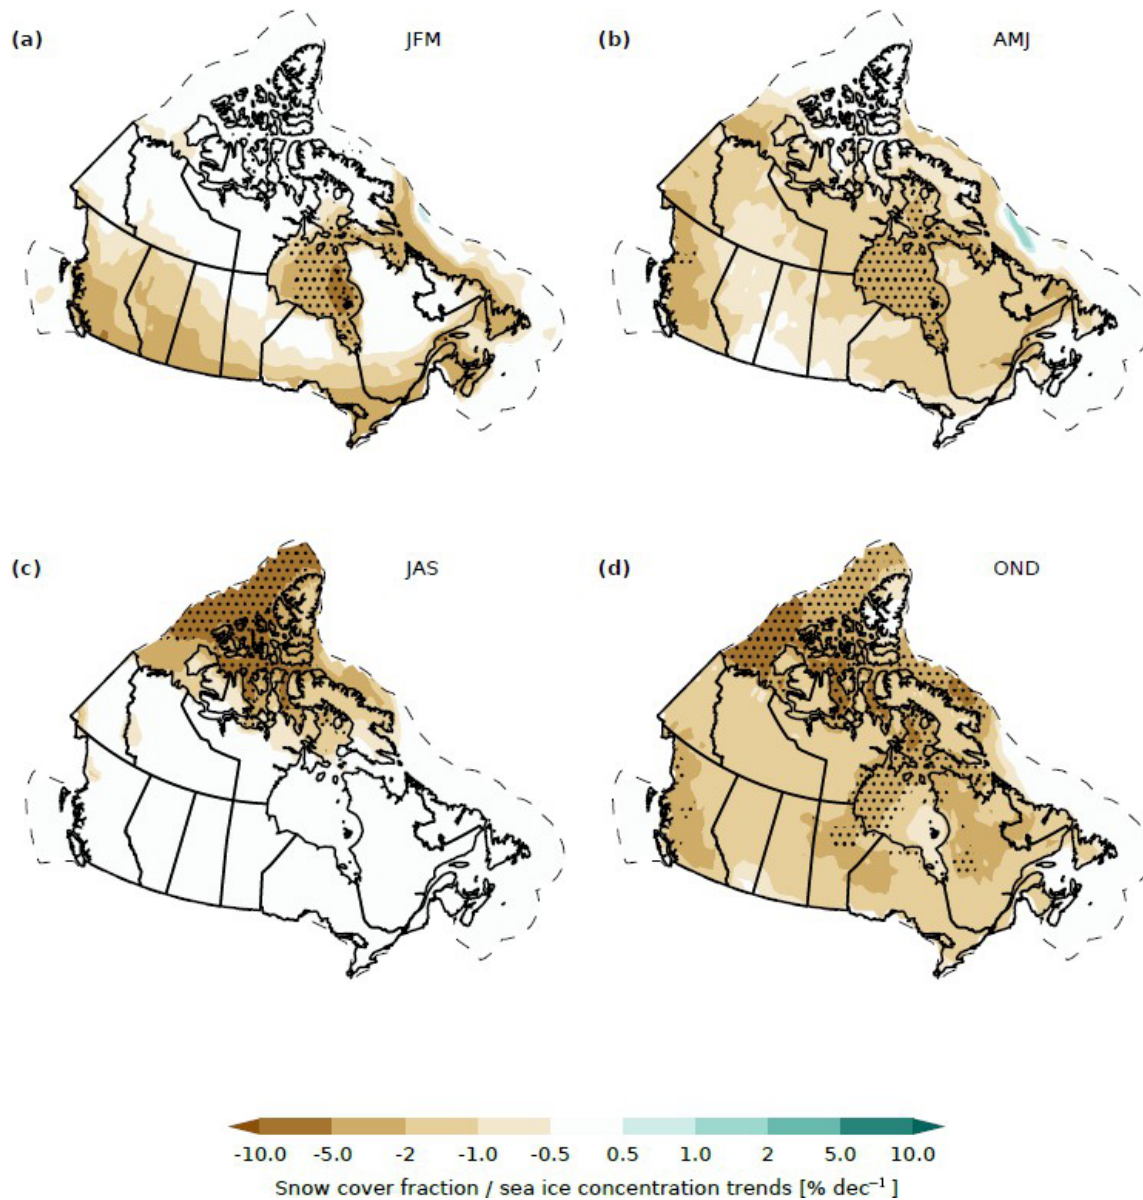 (a) JFM (b) AMJ
(c) JAS (d) OND
-10.0 -5.0 -2 -1.0 -0.5 0.5 1.0 2 5.0 10.0
Snow cover fraction / sea ice concentration trends [% dec⁻¹ ]